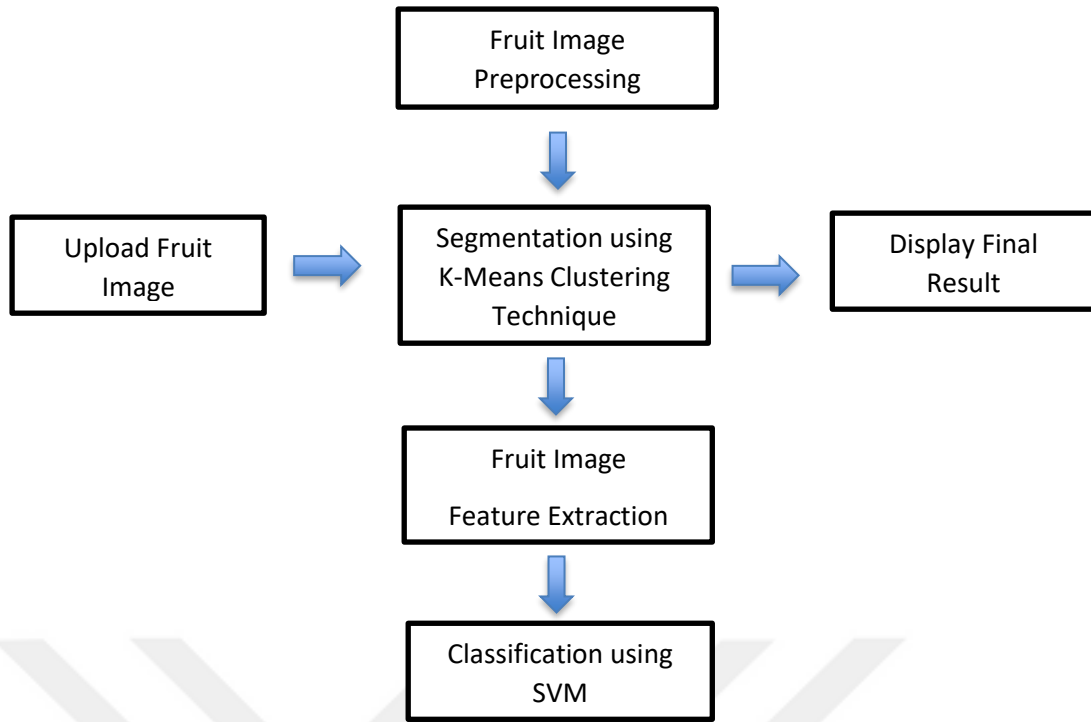 Fruit Image
Preprocessing
Upload Fruit
Image
Segmentation using
K-Means Clustering
Technique
Display Final
Result
Fruit Image
Feature Extraction
Classification using
SVM